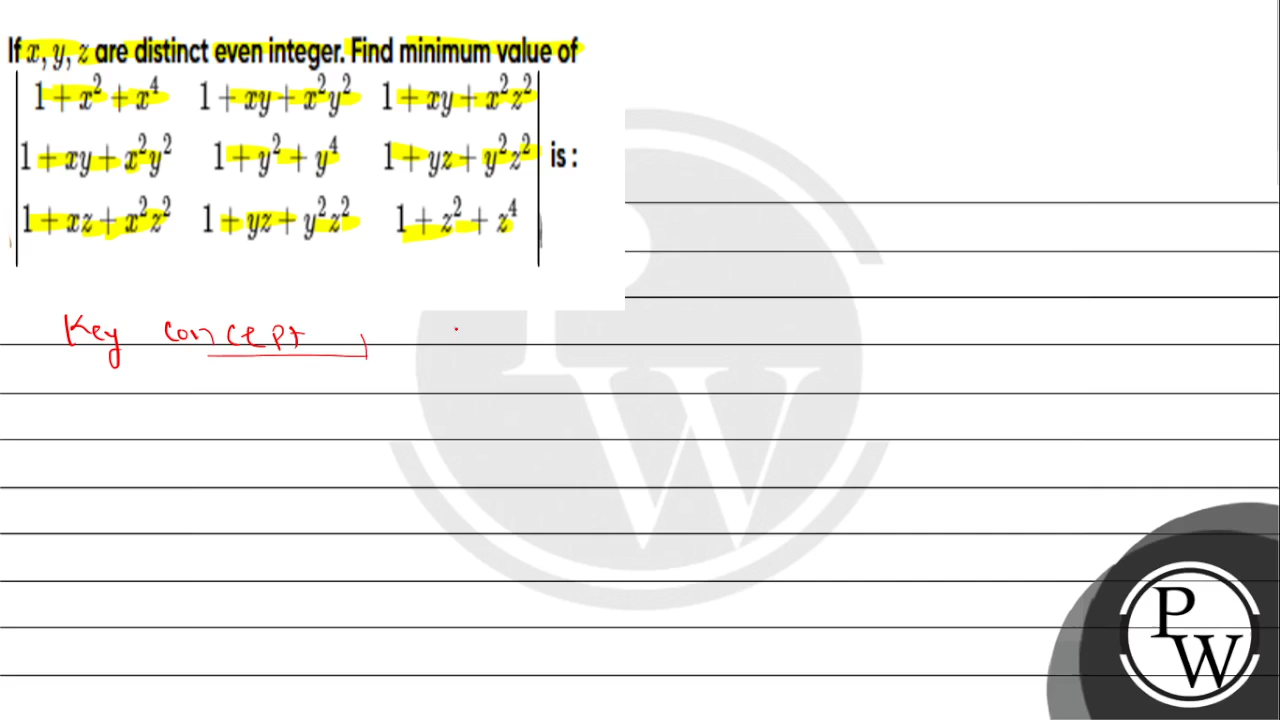 If x, y, z are distinct even integer. Find minimum value of
| 1 + x² + x⁴ 1 + xy + x²y² 1 + xy + x²z² |
| 1 + xy + x²y² 1 + y² + y⁴ 1 + yz + y²z² | is :
| 1 + xz + x²z² 1 + yz + y²z² 1 + z² + z⁴ |
Key concept
P
W
PW